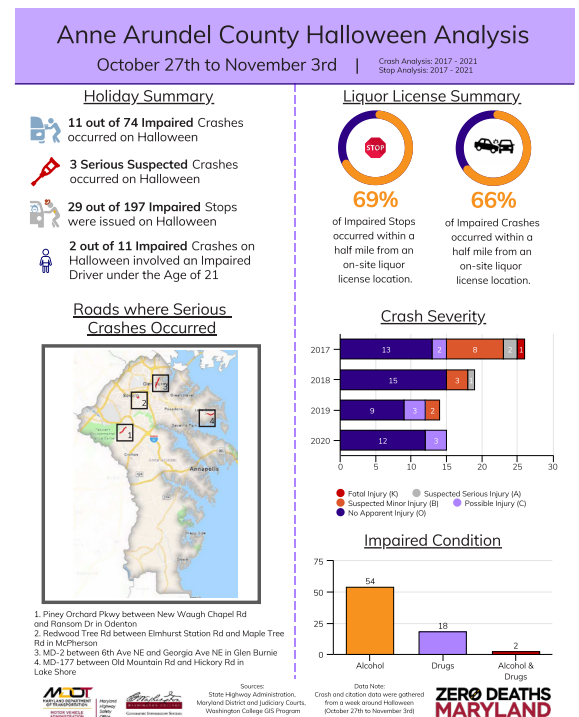 Anne Arundel County Halloween Analysis
October 27th to November 3rd |
Crash Analysis: 2017 - 2021
Stop Analysis: 2017 - 2021
Holiday Summary
11 out of 74 Impaired Crashes
occurred on Halloween
3 Serious Suspected Crashes
occurred on Halloween
29 out of 197 Impaired Stops
were issued on Halloween
2 out of 11 Impaired Crashes on
Halloween involved an Impaired
Driver under the Age of 21
Roads where Serious
Crashes Occurred
3
2
4
1
Annapolis
1. Piney Orchard Pkwy between New Waugh Chapel Rd
and Ransom Dr in Odenton
2. Redwood Tree Rd between Elmhurst Station Rd and Maple Tree
Rd in McPherson
3. MD-2 between 6th Ave NE and Georgia Ave NE in Glen Burnie
4. MD-177 between Old Mountain Rd and Hickory Rd in
Lake Shore
Liquor License Summary
STOP
69%
of Impaired Stops
occurred within a
half mile from an
on-site liquor
license location.
66%
of Impaired Crashes
occurred within a
half mile from an
on-site liquor
license location.
Crash Severity
2017 13 2 8 2 1
2018 15 3 1
2019 9 3 2
2020 12 3
0 5 10 15 20 25 30
Fatal Injury (K) Suspected Serious Injury (A)
Suspected Minor Injury (B) Possible Injury (C)
No Apparent Injury (O)
Impaired Condition
75
50
25
0
54
18
2
Alcohol Drugs Alcohol &
Drugs
MDOT
MARYLAND DEPARTMENT
OF TRANSPORTATION
MOTOR VEHICLE
ADMINISTRATION
Maryland
Highway
Safety
Office
Washington
Sources:
State Highway Administration,
Maryland District and Judiciary Courts,
Washington College GIS Program
Data Note:
Crash and citation data were gathered
from a week around Halloween
(October 27th to November 3rd)
ZERO DEATHS
MARYLAND